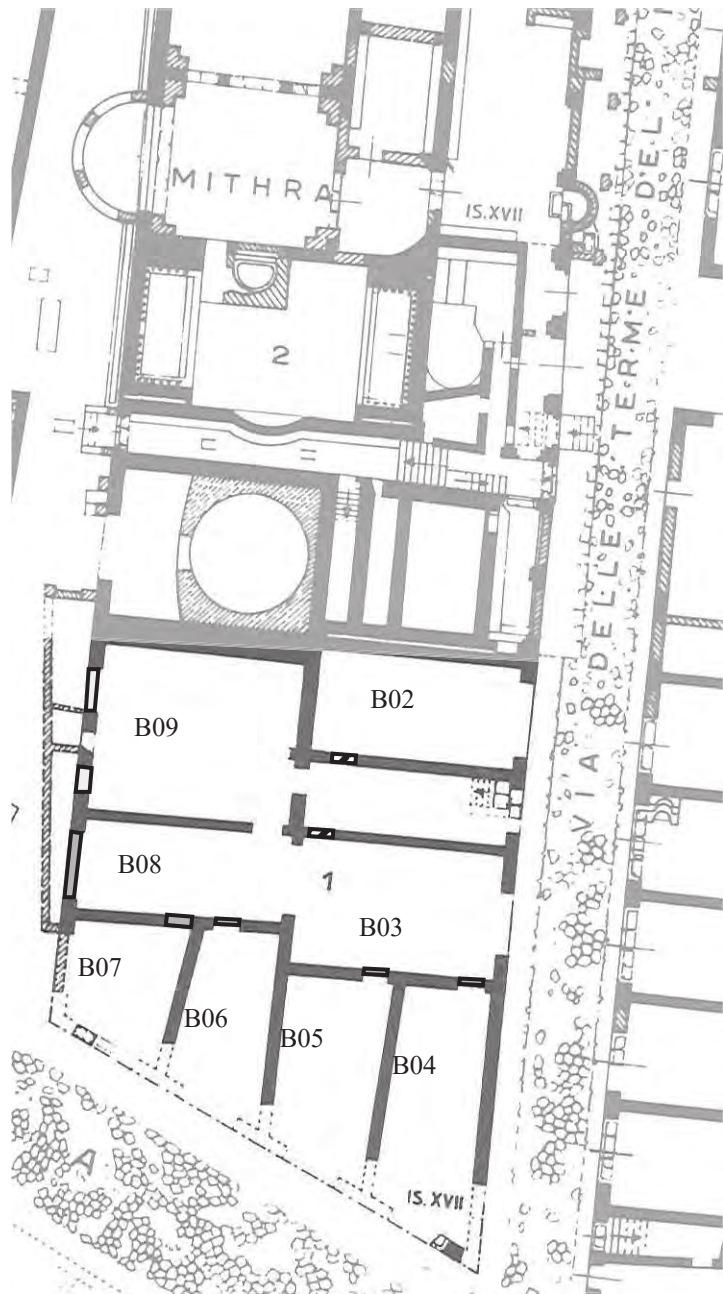 MITHRA
IS.XVII
2
VIA DELLE TERME DEL
B02
B09
B08
1
B03
B07
B06
B05
B04
A
IS. XVII